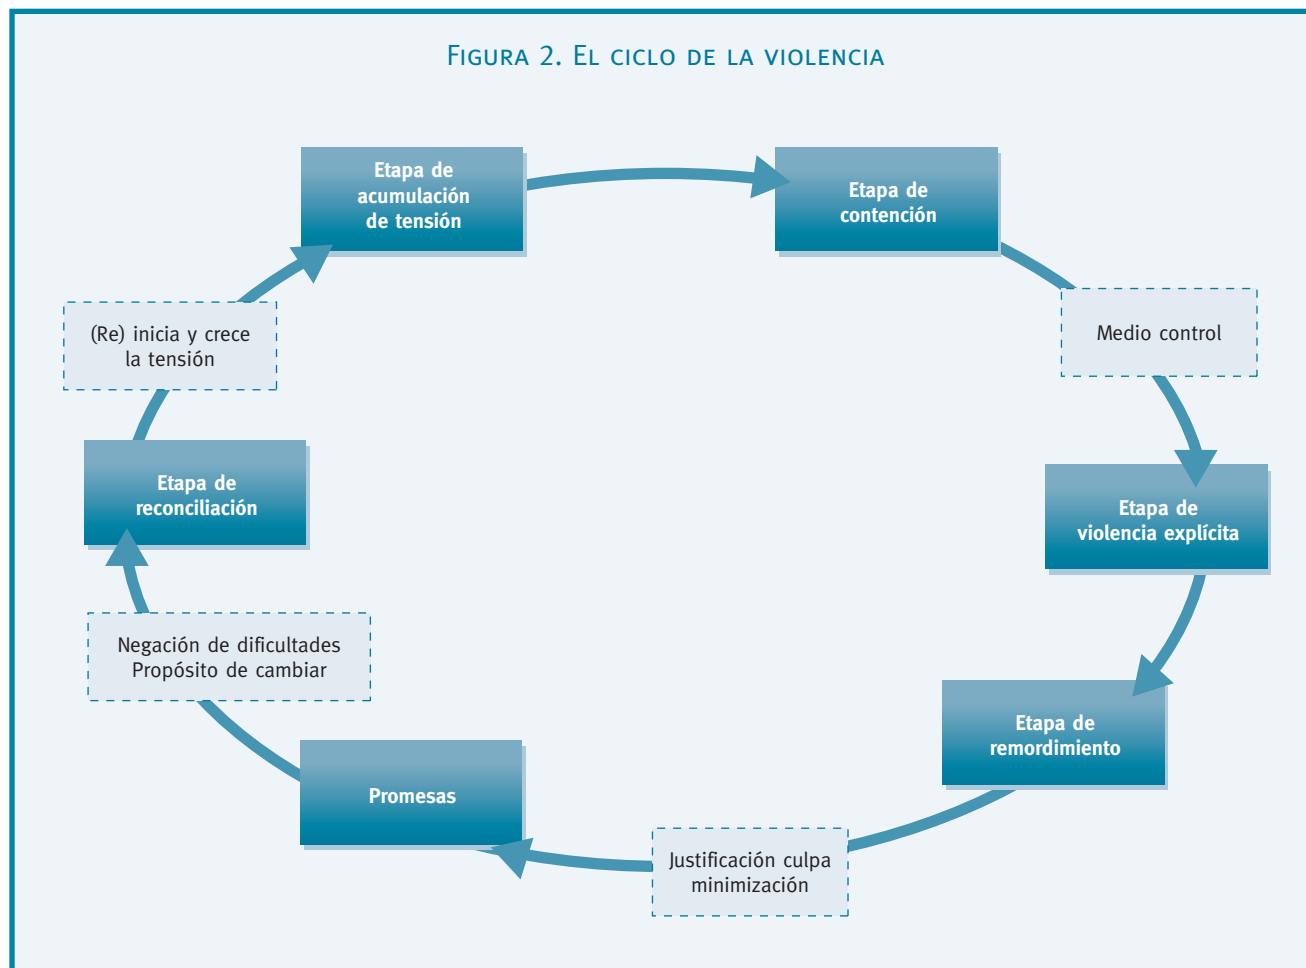 FIGURA 2. EL CICLO DE LA VIOLENCIA
Etapa de
acumulación
de tensión
Etapa de
contención
Medio control
Etapa de
violencia explícita
Etapa de
remordimiento
Justificación culpa
minimización
Promesas
Negación de dificultades
Propósito de cambiar
Etapa de
reconciliación
(Re) inicia y crece
la tensión